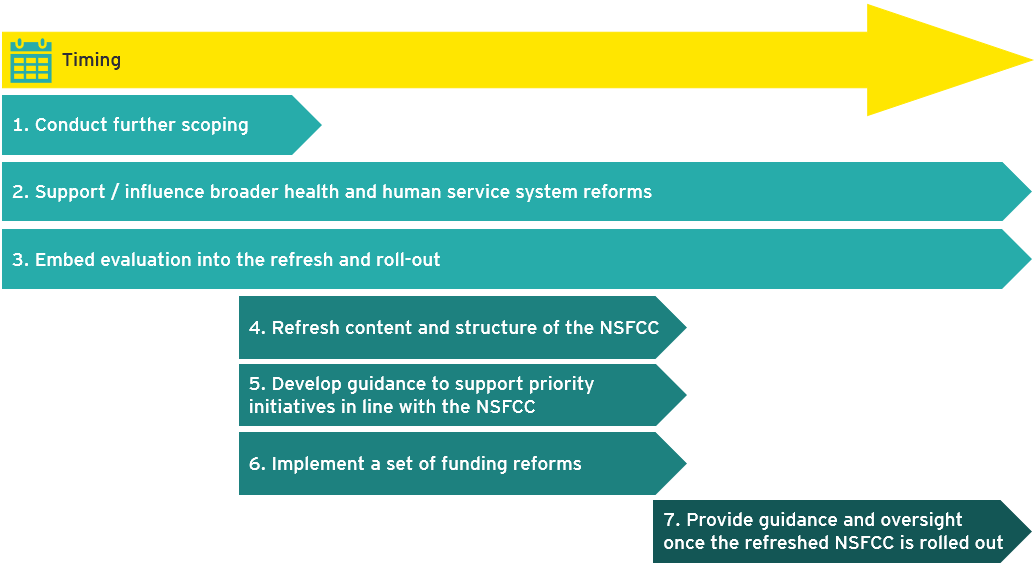 Timing
1. Conduct further scoping
2. Support / influence broader health and human service system reforms
3. Embed evaluation into the refresh and roll-out
4. Refresh content and structure of the NSFCC
5. Develop guidance to support priority
initiatives in line with the NSFCC
6. Implement a set of funding reforms
7. Provide guidance and oversight
once the refreshed NSFCC is rolled out